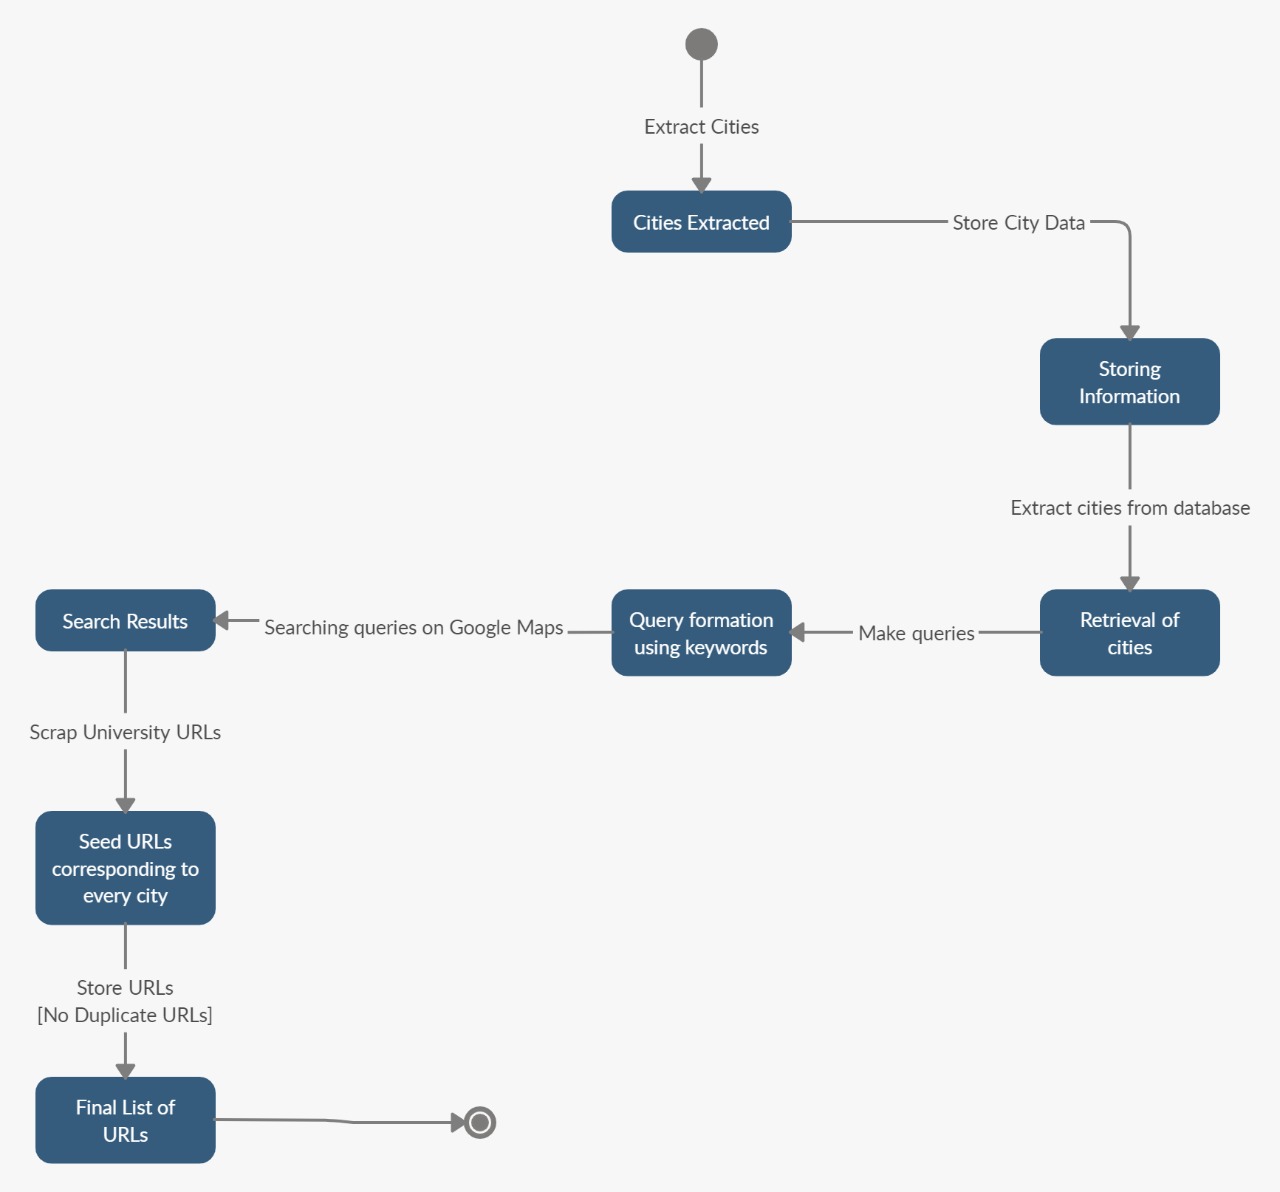 Extract Cities
Cities Extracted
Store City Data
Storing
Information
Extract cities from database
Retrieval of
cities
Make queries
Query formation
using keywords
Searching queries on Google Maps
Search Results
Scrap University URLs
Seed URLs
corresponding to
every city
Store URLs
[No Duplicate URLs]
Final List of
URLs